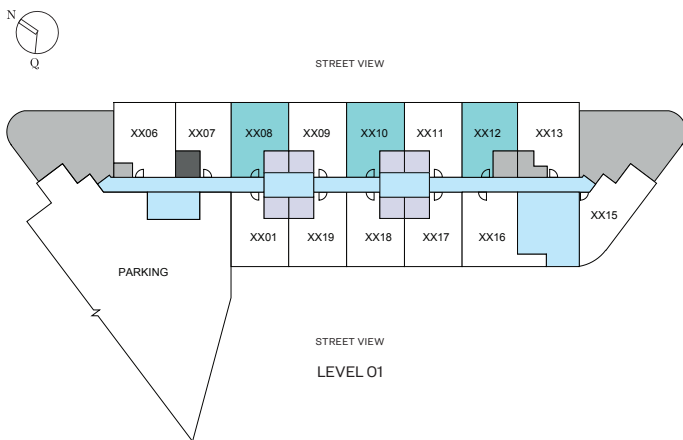 N
Q
STREET VIEW
XX06 XX07 XX08 XX09 XX10 XX11 XX12 XX13
XX01 XX19 XX18 XX17 XX16 XX15
PARKING
STREET VIEW
LEVEL 01